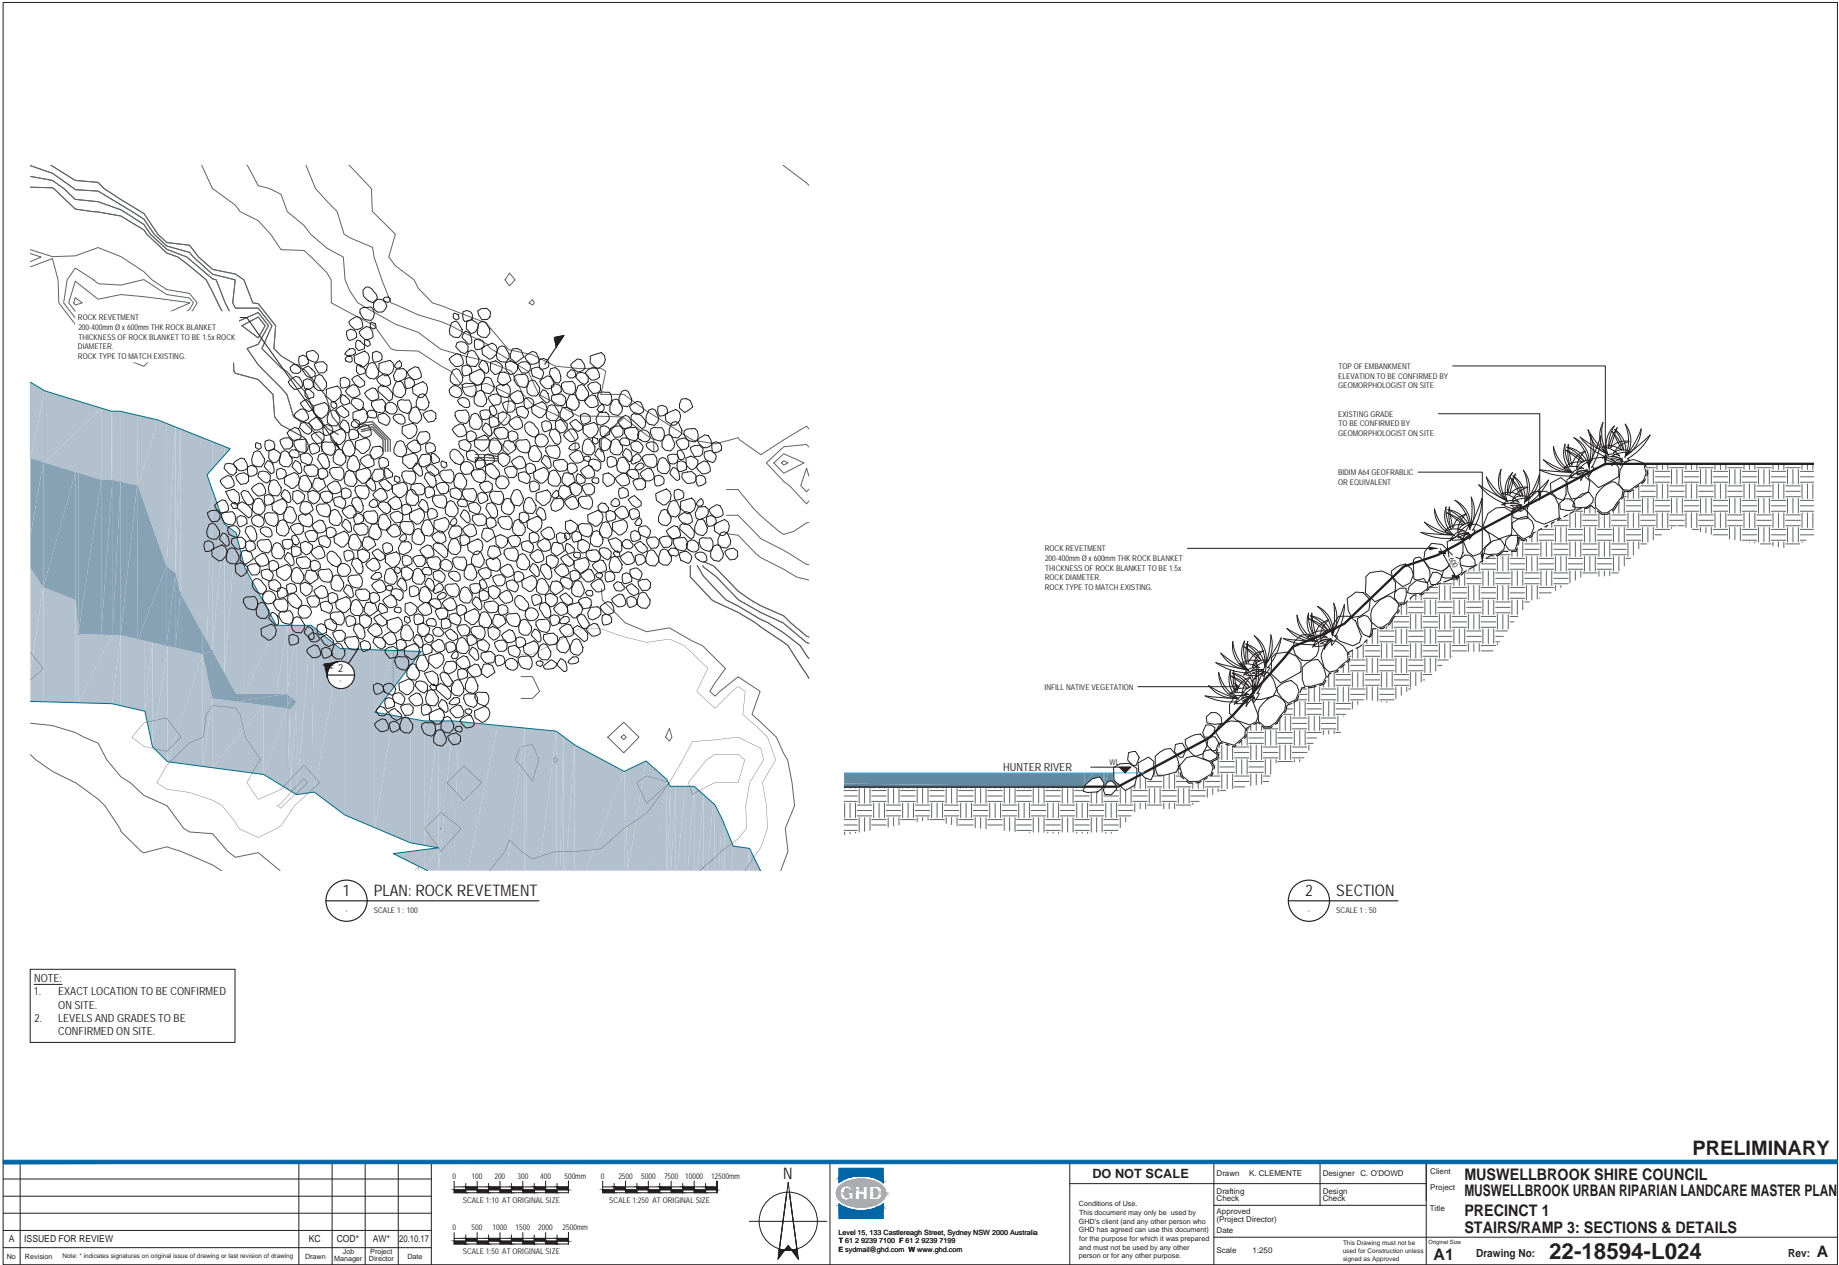 ROCK REVETMENT
200-400mm Ø x 600mm THK ROCK BLANKET
THICKNESS OF ROCK BLANKET TO BE 1.5x ROCK
DIAMETER.
ROCK TYPE TO MATCH EXISTING.
2
-
1
-
PLAN: ROCK REVETMENT
SCALE 1 : 100
TOP OF EMBANKMENT
ELEVATION TO BE CONFIRMED BY
GEOMORPHOLOGIST ON SITE
EXISTING GRADE
TO BE CONFIRMED BY
GEOMORPHOLOGIST ON SITE
BIDIM A64 GEOFRABLIC
OR EQUIVALENT
ROCK REVETMENT
200-400mm Ø x 600mm THK ROCK BLANKET
THICKNESS OF ROCK BLANKET TO BE 1.5x
ROCK DIAMETER.
ROCK TYPE TO MATCH EXISTING.
600
INFILL NATIVE VEGETATION
HUNTER RIVER
WL
2
-
SECTION
SCALE 1 : 50
NOTE:
1. EXACT LOCATION TO BE CONFIRMED
ON SITE.
2. LEVELS AND GRADES TO BE
CONFIRMED ON SITE.
PRELIMINARY
A ISSUED FOR REVIEW KC COD* AW* 20.10.17
No Revision Note: * indicates signatures on original issue of drawing or last revision of drawing Drawn Job Manager Project Director Date
0 100 200 300 400 500mm
SCALE 1:10 AT ORIGINAL SIZE
0 2500 5000 7500 10000 12500mm
SCALE 1:250 AT ORIGINAL SIZE
0 500 1000 1500 2000 2500mm
SCALE 1:50 AT ORIGINAL SIZE
N
GHD
Level 15, 133 Castlereagh Street, Sydney NSW 2000 Australia
T 61 2 9239 7100 F 61 2 9239 7199
E sydmail@ghd.com W www.ghd.com
DO NOT SCALE
Conditions of Use.
This document may only be used by
GHD's client (and any other person who
GHD has agreed can use this document)
for the purpose for which it was prepared
and must not be used by any other
person or for any other purpose.
Drawn K. CLEMENTE
Designer C. O'DOWD
Drafting
Check
Design
Check
Approved
(Project Director)
Date
Scale 1:250
This Drawing must not be
used for Construction unless
signed as Approved
Client MUSWELLBROOK SHIRE COUNCIL
Project MUSWELLBROOK URBAN RIPARIAN LANDCARE MASTER PLAN
Title PRECINCT 1
STAIRS/RAMP 3: SECTIONS & DETAILS
Original Size
A1 Drawing No: 22-18594-L024 Rev: A